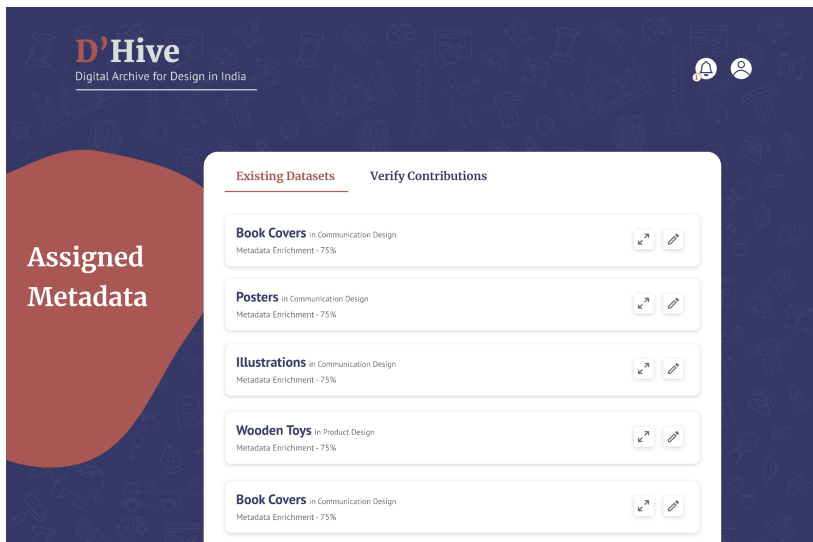 D’Hive
Digital Archive for Design in India
1
Existing Datasets Verify Contributions
Assigned
Metadata
Book Covers in Communication Design
Metadata Enrichment - 75%
Posters in Communication Design
Metadata Enrichment - 75%
Illustrations in Communication Design
Metadata Enrichment - 75%
Wooden Toys in Product Design
Metadata Enrichment - 75%
Book Covers in Communication Design
Metadata Enrichment - 75%